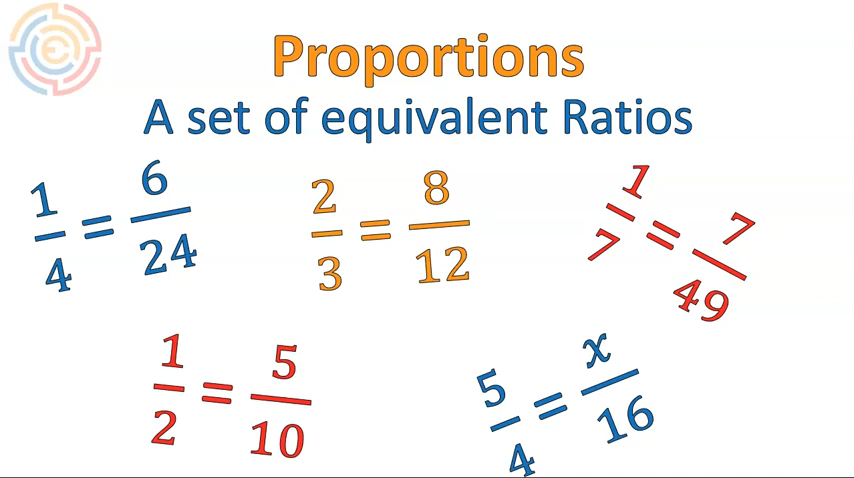 Proportions
A set of equivalent Ratios
1/4 = 6/24
2/3 = 8/12
1/7 = 7/49
1/2 = 5/10
5/4 = x/16